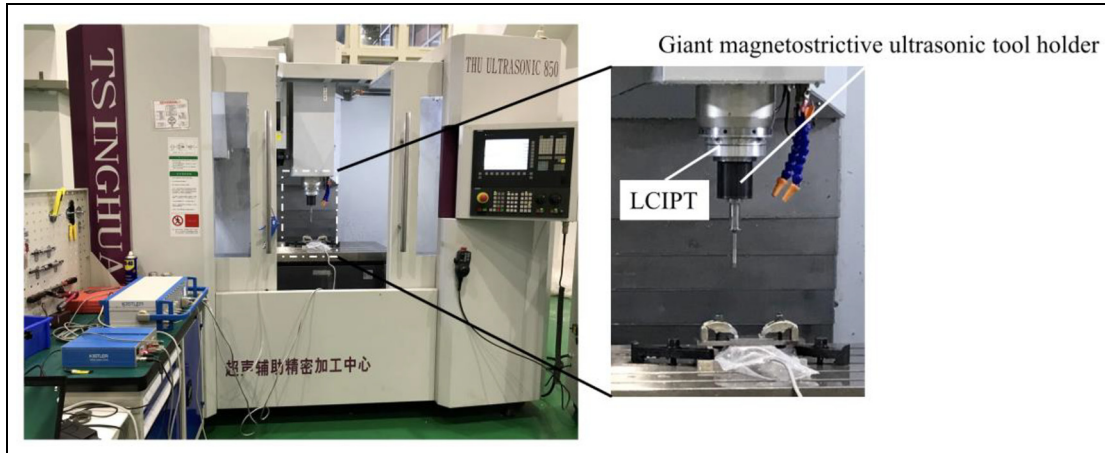 Giant magnetostrictive ultrasonic tool holder
THU ULTRASONIC 850
TSINGHUA
LCIPT
KISTLER
KISTLER
超声辅助精密加工中心